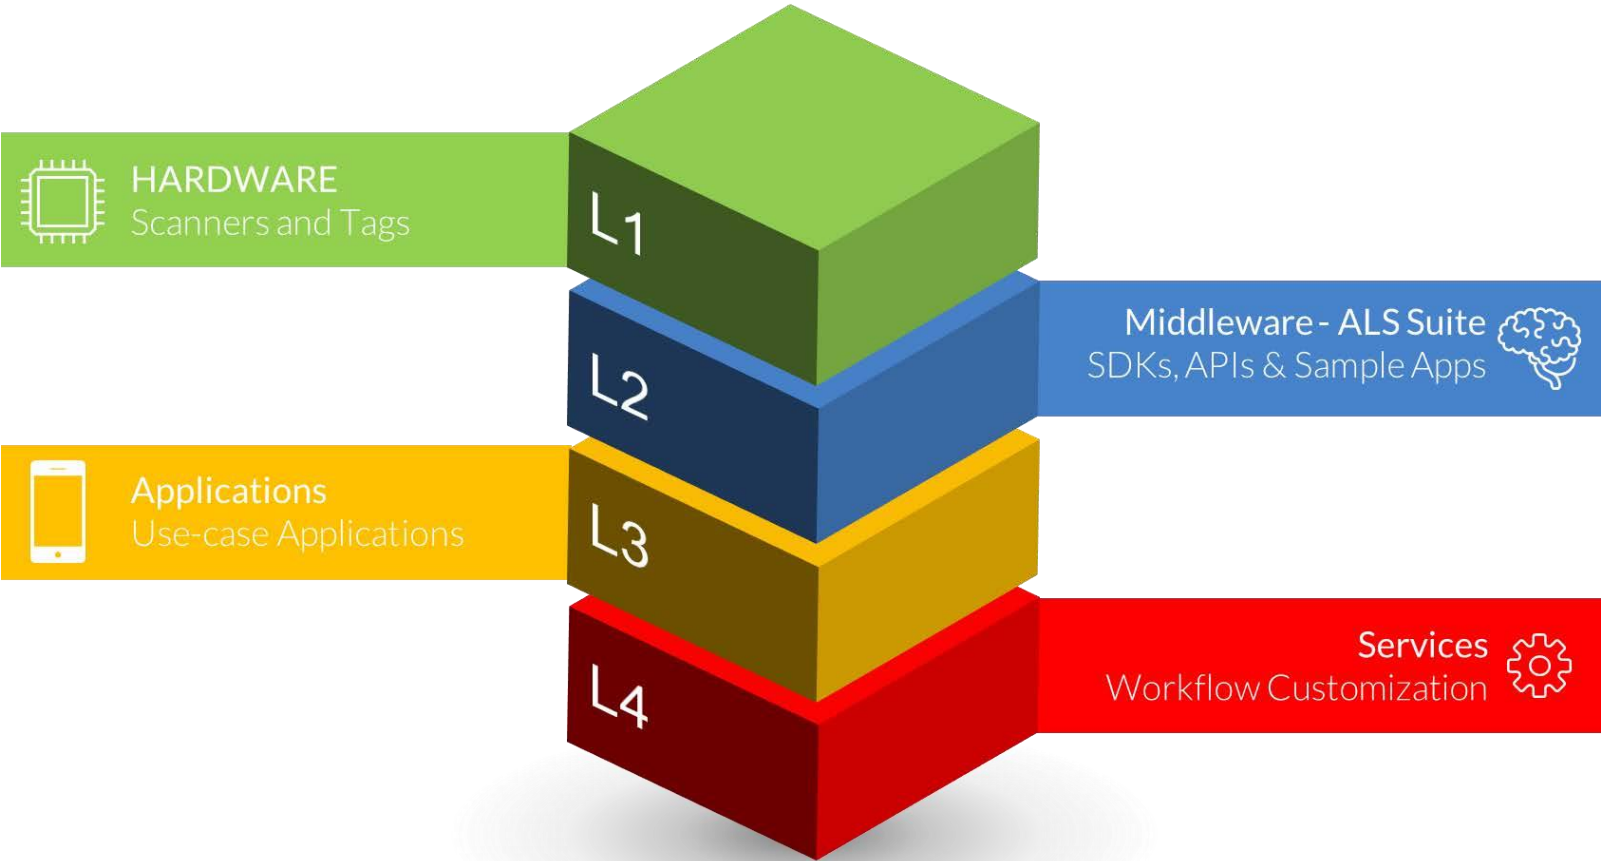 HARDWARE
Scanners and Tags
L1
Middleware - ALS Suite
SDKs, APIs & Sample Apps
L2
Applications
Use-case Applications
L3
Services
Workflow Customization
L4